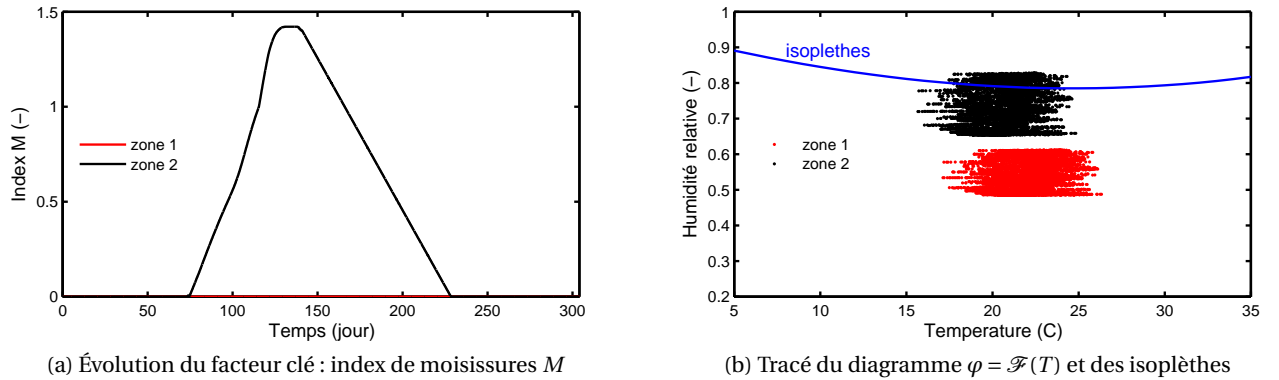 1.5
1
0.5
0
Index M (−)
zone 1
zone 2
0 50 100 150 200 250 300
Temps (jour)
(a) Évolution du facteur clé : index de moisissures M
1
0.9
0.8
0.7
0.6
0.5
0.4
0.3
0.2
Humidité relative (−)
isoplethes
zone 1
zone 2
5 10 15 20 25 30 35
Temperature (C)
(b) Tracé du diagramme φ = ℱ(T) et des isoplèthes